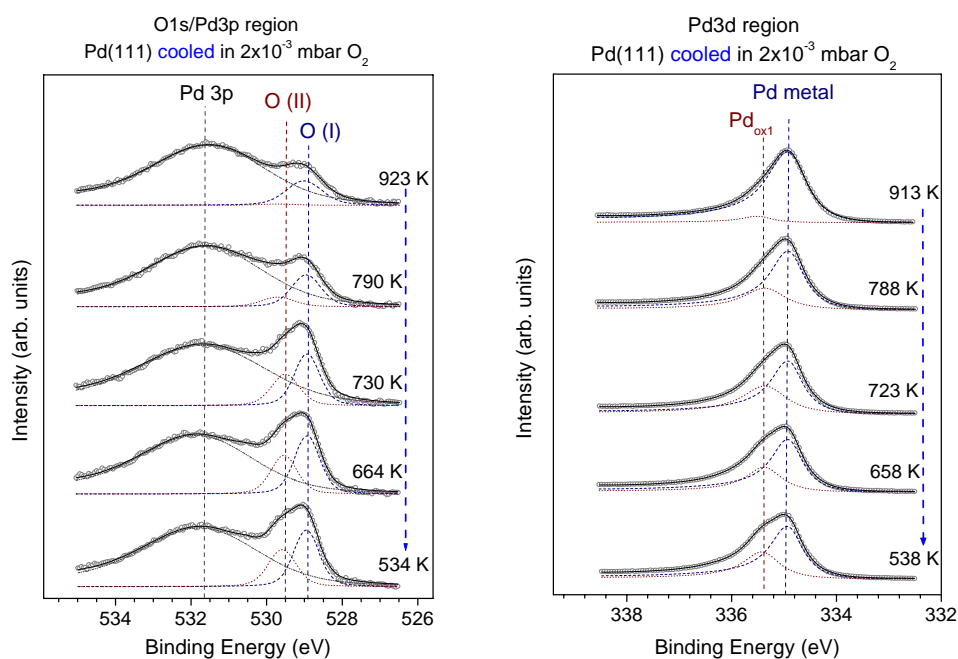 O1s/Pd3p region
Pd(111) cooled in 2x10⁻³ mbar O₂
Pd 3p
O (II)
O (I)
923 K
790 K
730 K
664 K
534 K
Intensity (arb. units)
534 532 530 528 526
Binding Energy (eV)
Pd3d region
Pd(111) cooled in 2x10⁻³ mbar O₂
Pd metal
Pdₒₓ₁
913 K
788 K
723 K
658 K
538 K
Intensity (arb. units)
338 336 334 332
Binding Energy (eV)